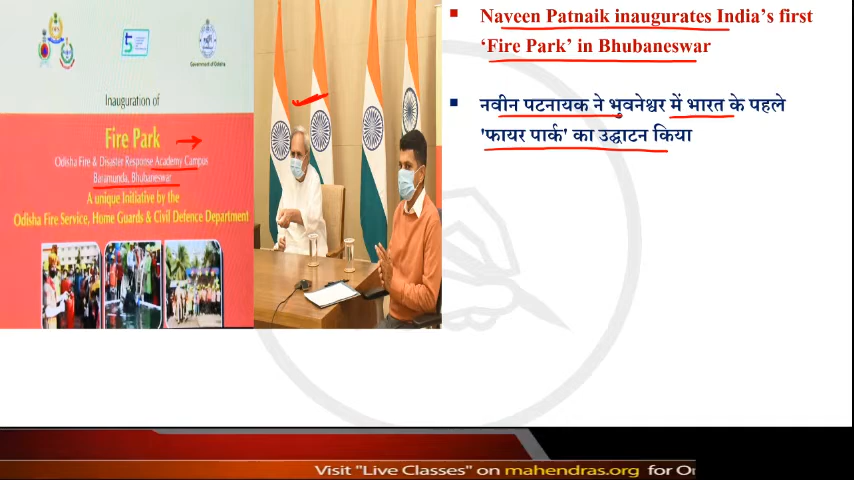 Government of Odisha
Inauguration of
Fire Park
Odisha Fire & Disaster Response Academy Campus
Baramunda, Bhubaneswar
A unique Initiative by the
Odisha Fire Service, Home Guards & Civil Defence Department
Naveen Patnaik inaugurates India's first
‘Fire Park’ in Bhubaneswar
नवीन पटनायक ने भुवनेश्वर में भारत के पहले
'फायर पार्क' का उद्घाटन किया
Visit "Live Classes" on mahendras.org for O